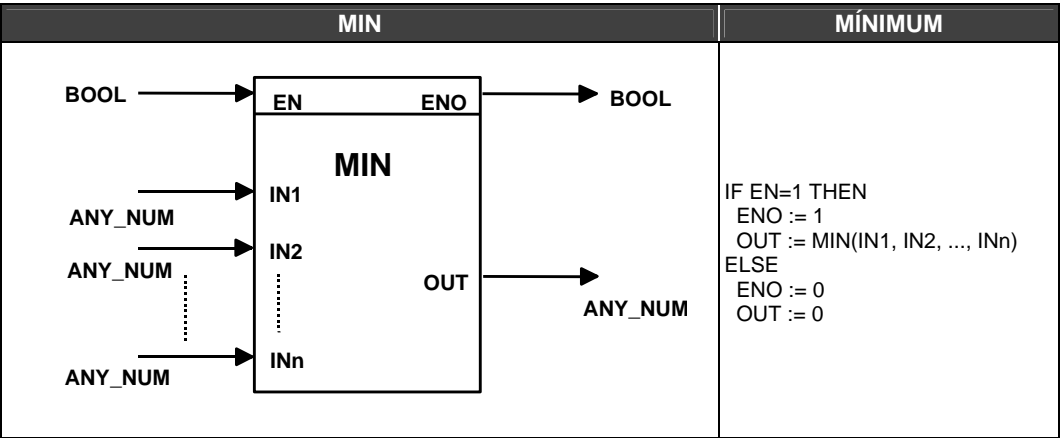 MIN
MÍNIMUM
BOOL
EN
ENO
BOOL
MIN
IN1
ANY_NUM
IN2
ANY_NUM
OUT
ANY_NUM
INn
ANY_NUM
IF EN=1 THEN
ENO := 1
OUT := MIN(IN1, IN2, ..., INn)
ELSE
ENO := 0
OUT := 0